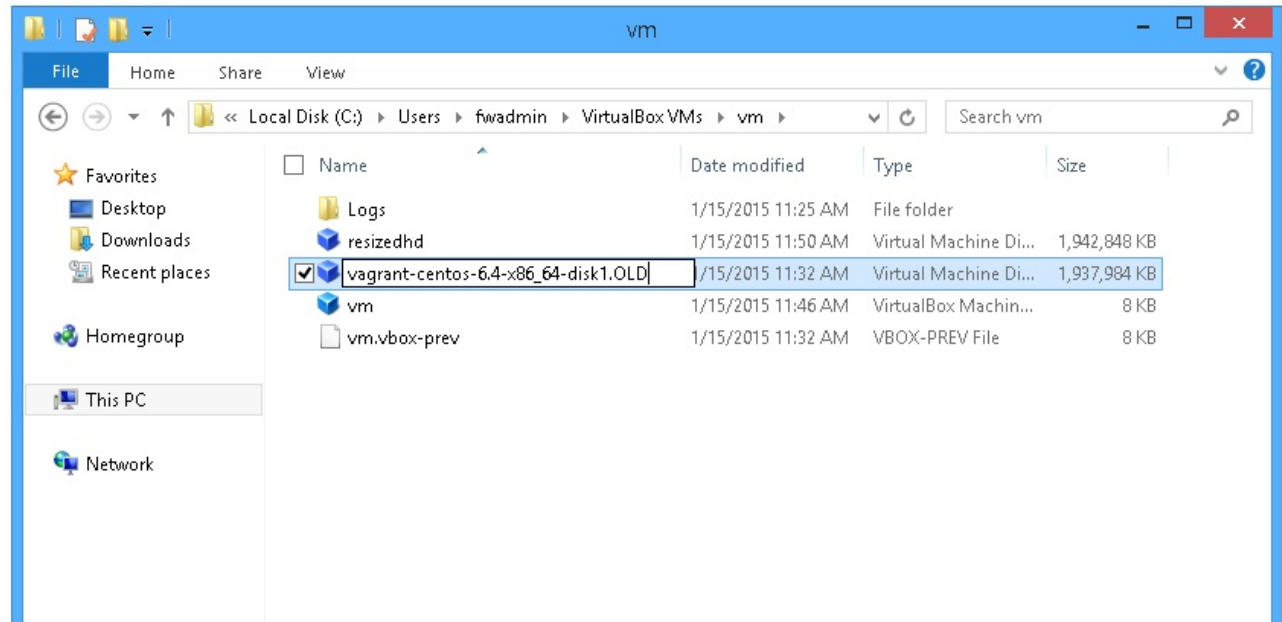 vm
File Home Share View
« Local Disk (C:) Users fwadmin VirtualBox VMs vm Search vm
Favorites
Desktop
Downloads
Recent places
Homegroup
This PC
Network
Name Date modified Type Size
Logs 1/15/2015 11:25 AM File folder
resizedhd 1/15/2015 11:50 AM Virtual Machine Di... 1,942,848 KB
vagrant-centos-6.4-x86_64-disk1.OLD 1/15/2015 11:32 AM Virtual Machine Di... 1,937,984 KB
vm 1/15/2015 11:46 AM VirtualBox Machin... 8 KB
vm.vbox-prev 1/15/2015 11:32 AM VBOX-PREV File 8 KB